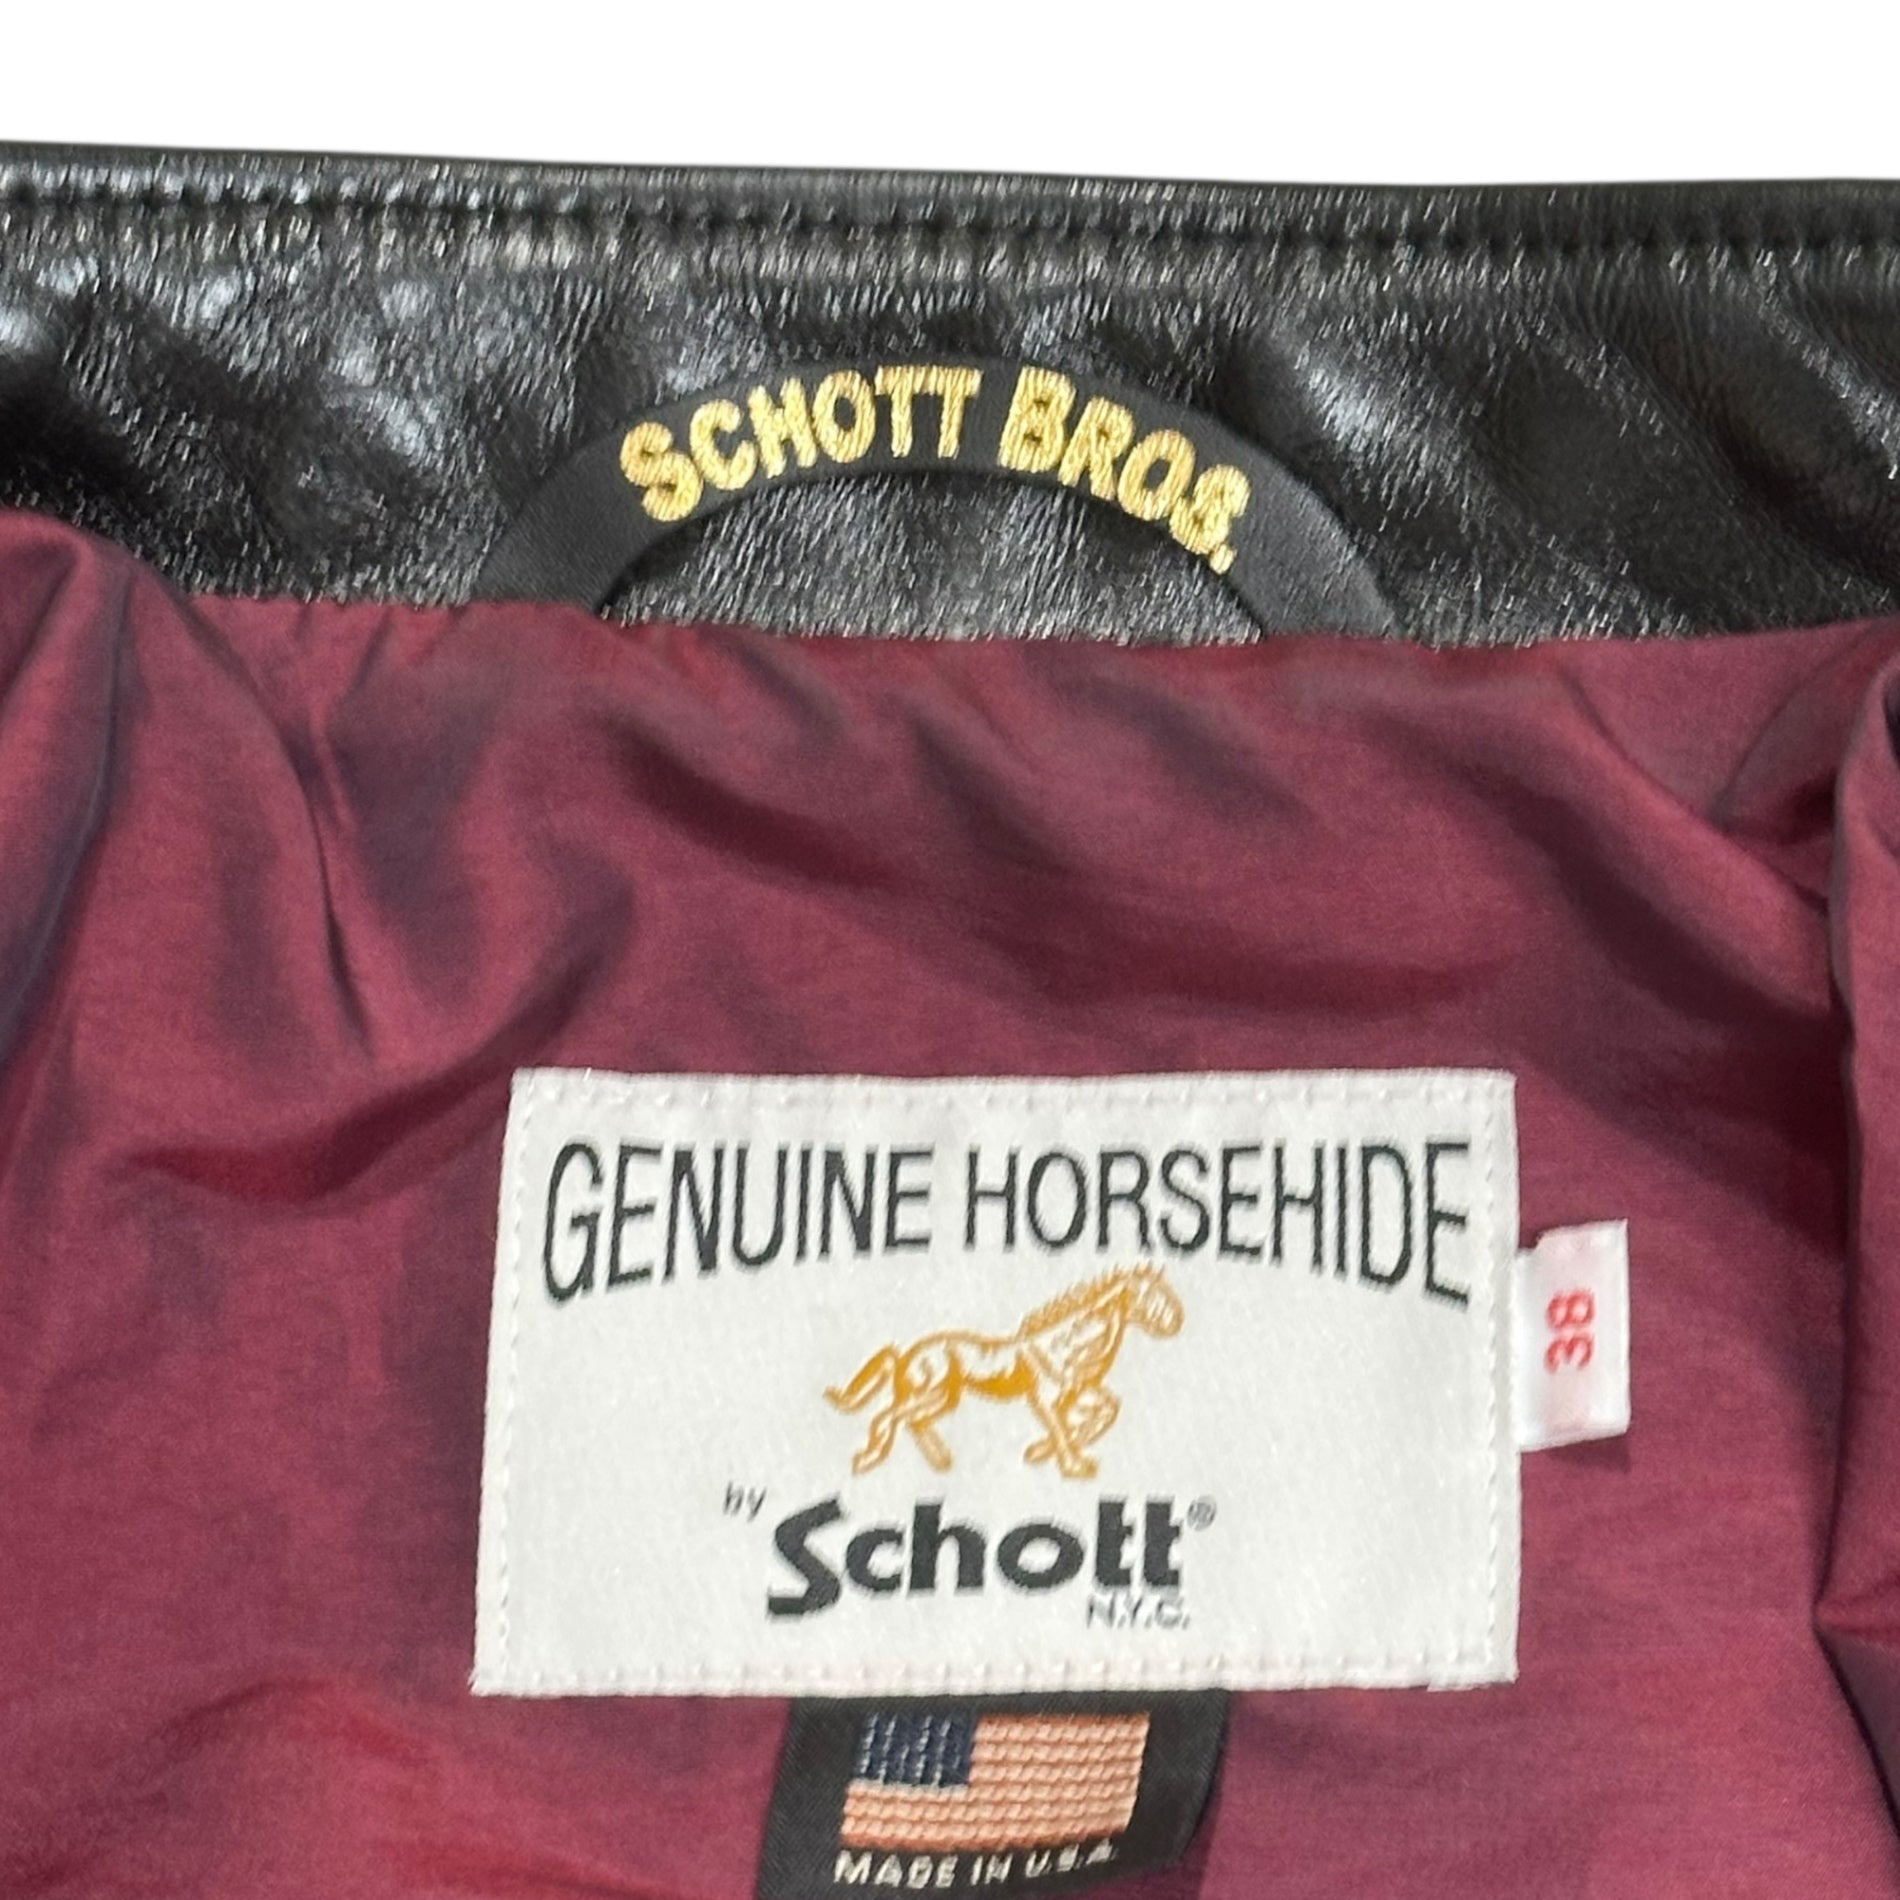 SCHOTT BROS.
GENUINE HORSEHIDE
38
by Schott®
N.Y.C.
MADE IN U.S.A.